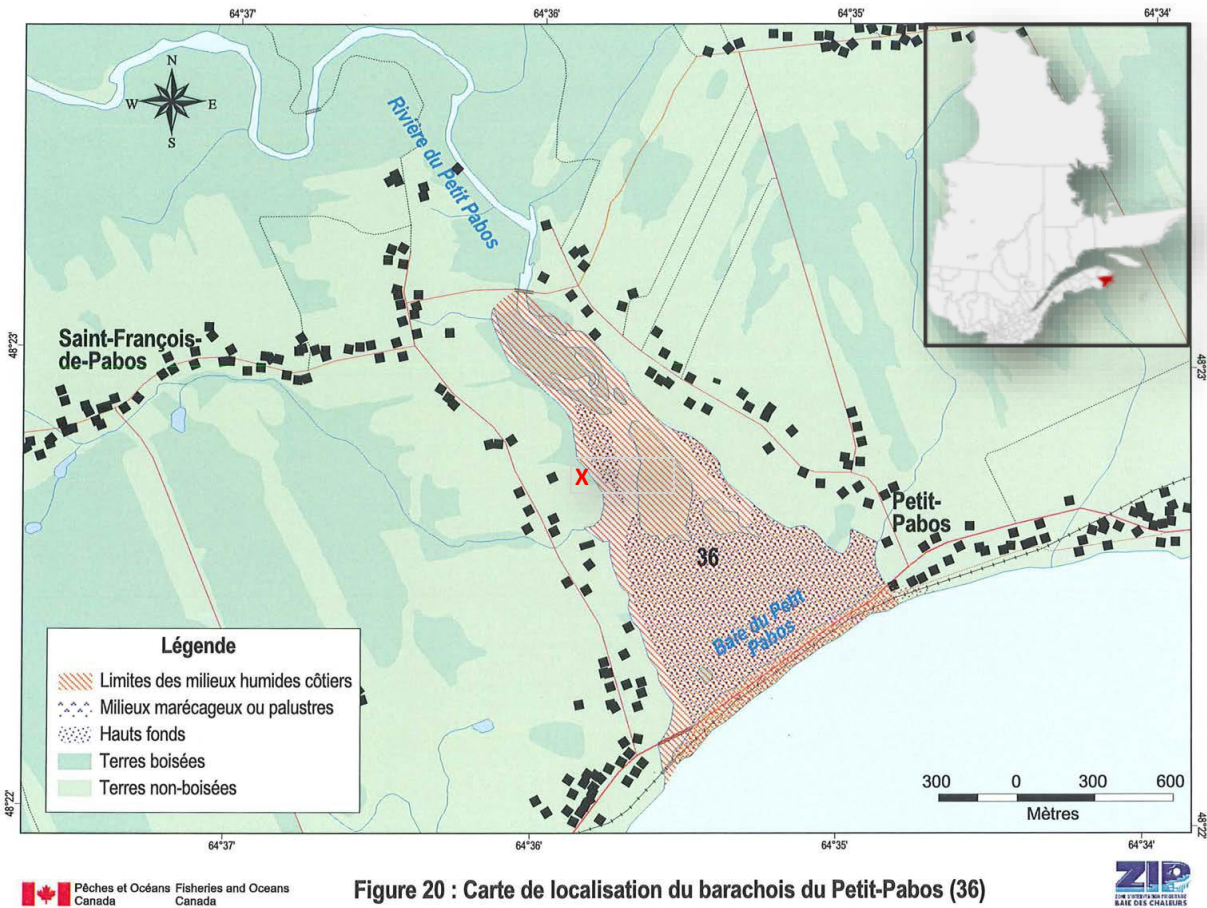 64°37'
64°36'
64°35'
64°34'
N
W E
S
Rivière du Petit Pabos
48°23'
48°23'
Saint-François-
de-Pabos
X
Petit-
Pabos
36
Baie du Petit
Pabos
Légende
Limites des milieux humides côtiers
Milieux marécageux ou palustres
Hauts fonds
Terres boisées
Terres non-boisées
300 0 300 600
Mètres
48°22'
48°22'
64°37'
64°36'
64°35'
64°34'
Pêches et Océans Fisheries and Oceans
Canada Canada
Figure 20 : Carte de localisation du barachois du Petit-Pabos (36)
ZIP
ZONE D'INTERVENTION PRIORITAIRE
BAIE DES CHALEURS